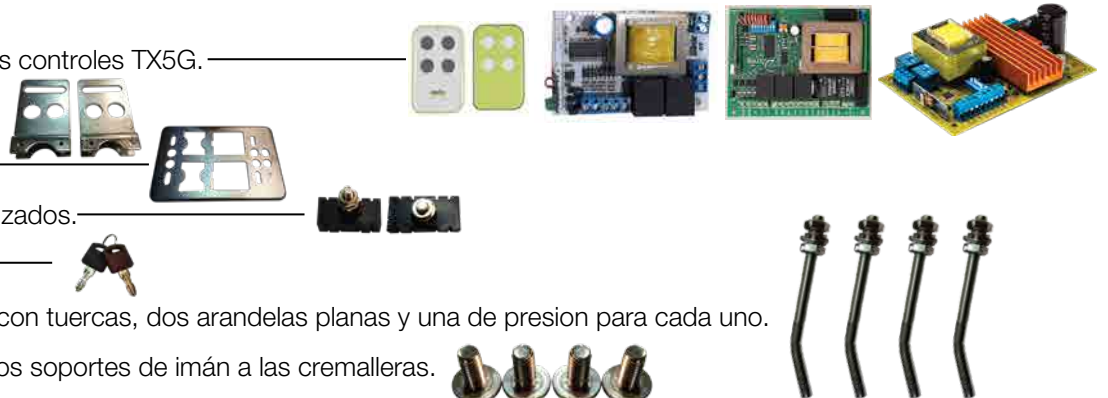 s controles TX5G.
zados.
con tuercas, dos arandelas planas y una de presion para cada uno.
os soportes de imán a las cremalleras.